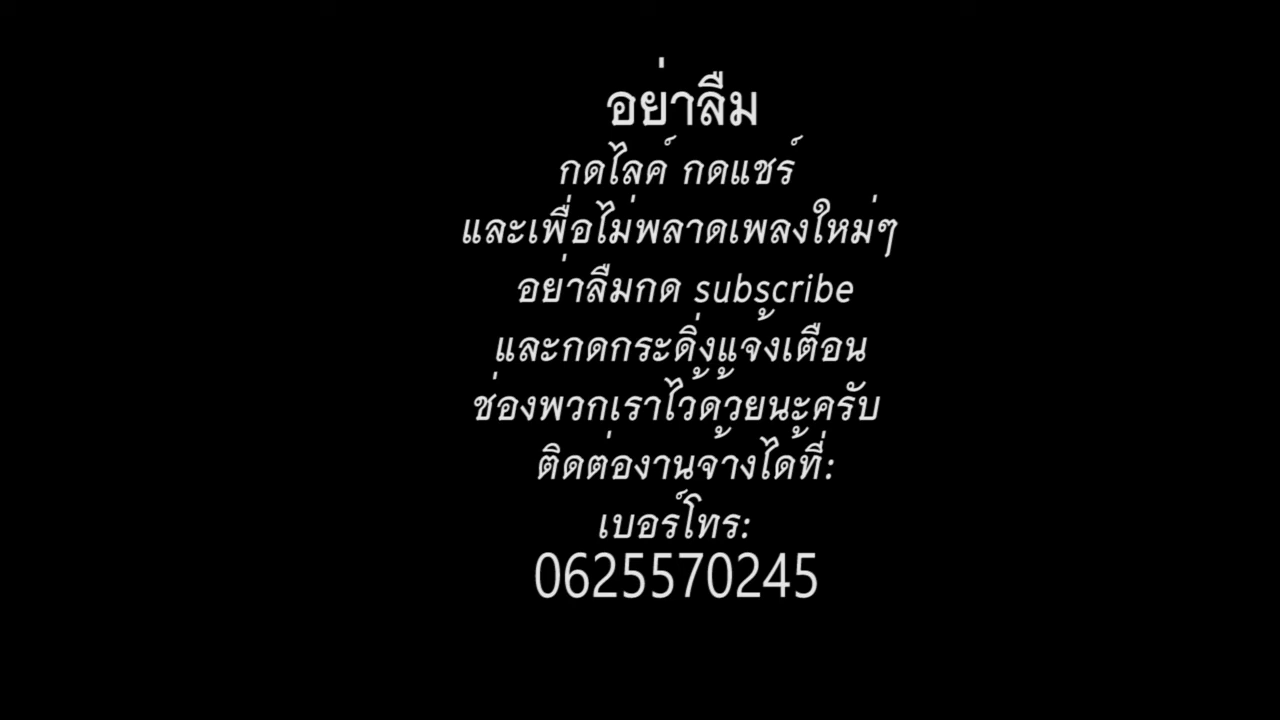 อย่าลืม
กดไลค์ กดแชร์
และเพื่อไม่พลาดเพลงใหม่ๆ
อย่าลืมกด subscribe
และกดกระดิ่งแจ้งเตือน
ช่องพวกเราไว้ด้วยนะครับ
ติดต่องานจ้างได้ที่:
เบอร์โทร:
0625570245